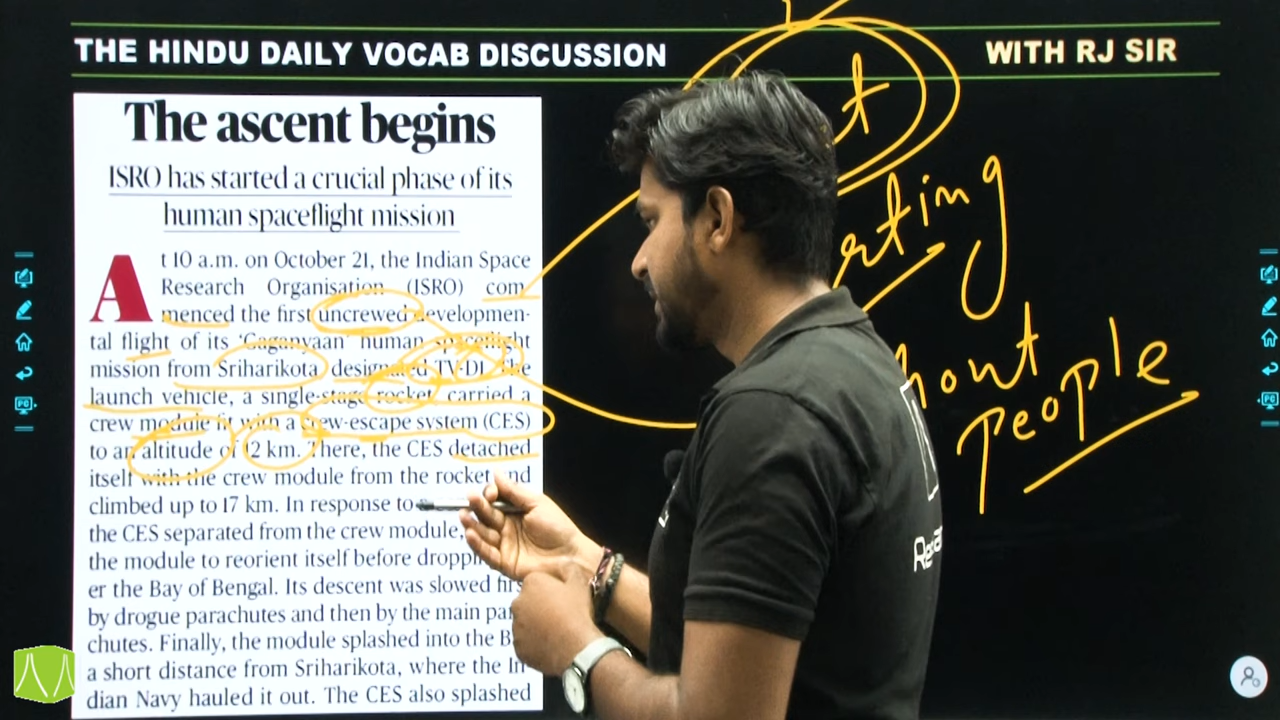 THE HINDU DAILY VOCAB DISCUSSION
WITH RJ SIR
The ascent begins
ISRO has started a crucial phase of its
human spaceflight mission
At 10 a.m. on October 21, the Indian Space
Research Organisation (ISRO) com
menced the first uncrewed developmen-
tal flight of its ‘Gaganyaan’ human spaceflight
mission from Sriharikota designated TV-D1. The
launch vehicle, a single-stage rocket, carried a
crew module fit with a crew-escape system (CES)
to an altitude of 12 km. There, the CES detached
itself with the crew module from the rocket and
climbed up to 17 km. In response to
the CES separated from the crew module,
the module to reorient itself before
er the Bay of Bengal. Its descent was slowed
by drogue parachutes and then by the main
chutes. Finally, the module splashed into the
a short distance from Sriharikota, where the In
dian Navy hauled it out. The CES also splashed
People
PC
PC